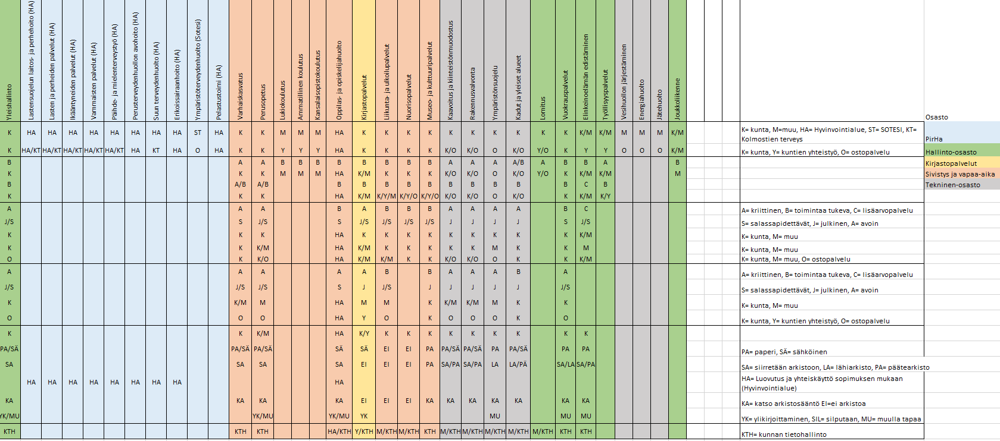 Yleishallinto
Lastensuojelun laitos- ja perhehoito (HA)
Lasten ja perheiden palvelut (HA)
Ikääntyneiden palvelut (HA)
Vammaisten palvelut (HA)
Päihde- ja mielenterveystyö (HA)
Perusterveydenhuollon avohoito (HA)
Suun terveydenhuolto (HA)
Erikoissairaanhoito (HA)
Ympäristöterveydenhuolto (Sotesi)
Pelastustoimi (HA)
Varhaiskasvatus
Perusopetus
Lukiokoulutus
Ammatillinen koulutus
Kansalaisopistokoulutus
Oppilas- ja opiskelijahuolto
Kirjastopalvelut
Liikunta- ja ulkoilupalvelut
Nuorisopalvelut
Museo- ja kulttuuripalvelut
Kaavoitus ja kiinteistönmuodostus
Rakennusvalvonta
Ympäristönsuojelu
Kadut ja yleiset alueet
Lomitus
Vuokrauspalvelut
Elinkeinoelämän edistäminen
Työllisyyspalvelut
Vesihuollon järjestäminen
Energiahuolto
Jätehuolto
Joukkoliikenne
Osasto
K HA HA HA HA HA HA HA HA ST HA K K M M M HA K K K K K K K K K K K/M K/M M M M K/M K= kunta, M=muu, HA= Hyvinvointialue, ST= SOTESI, KT=
Kolmostien terveys PirHa
K HA/KT HA/KT HA/KT HA/KT HA/KT HA KT HA O HA K K Y Y Y HA K K K K K/O K/O O K/O Y/O K Y Y O O O K/M K= kunta, Y= kuntien yhteistyö, O= ostopalvelu Hallinto-osasto
B A A B B B B B B B B A A A A/B A B B A B Kirjastopalvelut
K K K M M M HA K/M K K K K/O K/O O K/O Y/O K K/M K/M M Sivistys ja vapaa-aika
B A/B A/B B B B B B B B B B B C B Tekninen-osasto
K K K HA K/M K/Y/M K/Y/O K/Y/O K/O K/O O K/O K K/M K/Y
A A A B A B B B A A A A B C A= kriittinen, B= toimintaa tukeva, C= lisäarvopalvelu
J/S S S S J/S J/S J/S J/S J J J J S J/S S= salassapidettävät, J= julkinen, A= avoin
K K K HA K K K K K K K K K K/M K= kunta, M= muu
K K K/M HA K/M K K K K K M K K M K= kunta, M= muu
O K K/O HA K/M K/M K K K/O K/O O K K K/M K= kunta, M= muu, O= ostopalvelu
A A A A A B B A A A B A A= kriittinen, B= toimintaa tukeva, C= lisäarvopalvelu
J/S J/S J/S S J J/S J J J J J J/S S= salassapidettävät, J= julkinen, A= avoin
K K/M M HA M M K K/M K/M M K K K= kunta, M= muu
O O O HA Y O K O O O K O K= kunta, Y= kuntien yhteistyö, O= ostopalvelu
K K K/M HA K/Y K K K K K K K K K
PA/SÄ PA/SÄ PA/SÄ SÄ SÄ EI EI PA PA/SÄ PA/SÄ PA PA/SÄ PA PA PA= paperi, SÄ= sähköinen
SA SA SA SA EI EI EI PA SA/PA SA/PA LA LA/PÄ SA/LA SA/PA SA= siirretään arkistoon, LA= lähiarkisto, PA= päätearkisto
HA HA HA HA HA HA HA HA HA HA= Luovutus ja yhteiskäyttö sopimuksen mukaan
(Hyvinvointialue)
KA KA KA KA EI EI EI KA KA KA KA KA KA KA KA= katso arkistosääntö EI=ei arkistoa
YK/MU YK/MU YK/MU YK MU MU MU YK= ylikirjoittaminen, SIL= silputaan, MU= muulla tapaa
KTH KTH KTH HA/KTH Y/KTH M/KTH M/KTH M/KTH M/KTH M/KTH M/KTH M/KTH M/KTH KTH KTH KTH= kunnan tietohallinto